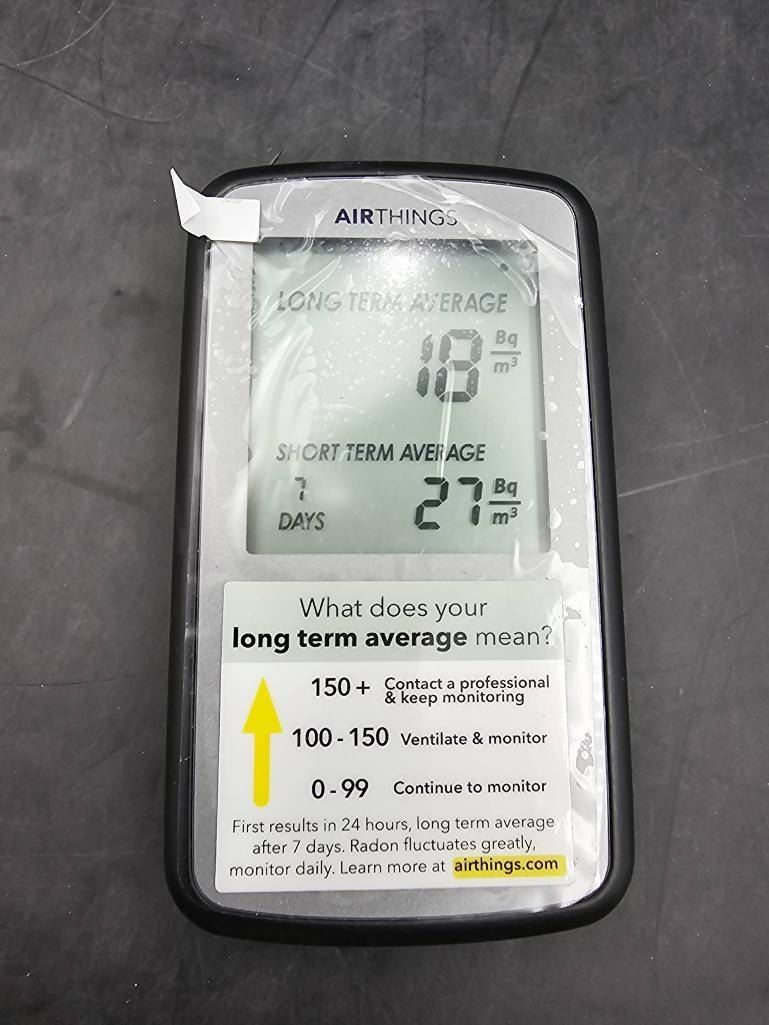 AIRTHINGS
LONG TERM AVERAGE
18 Bq/m³
SHORT TERM AVERAGE
7 DAYS 27 Bq/m³
What does your
long term average mean?
150+ Contact a professional
& keep monitoring
100-150 Ventilate & monitor
0-99 Continue to monitor
First results in 24 hours, long term average
after 7 days. Radon fluctuates greatly,
monitor daily. Learn more at airthings.com